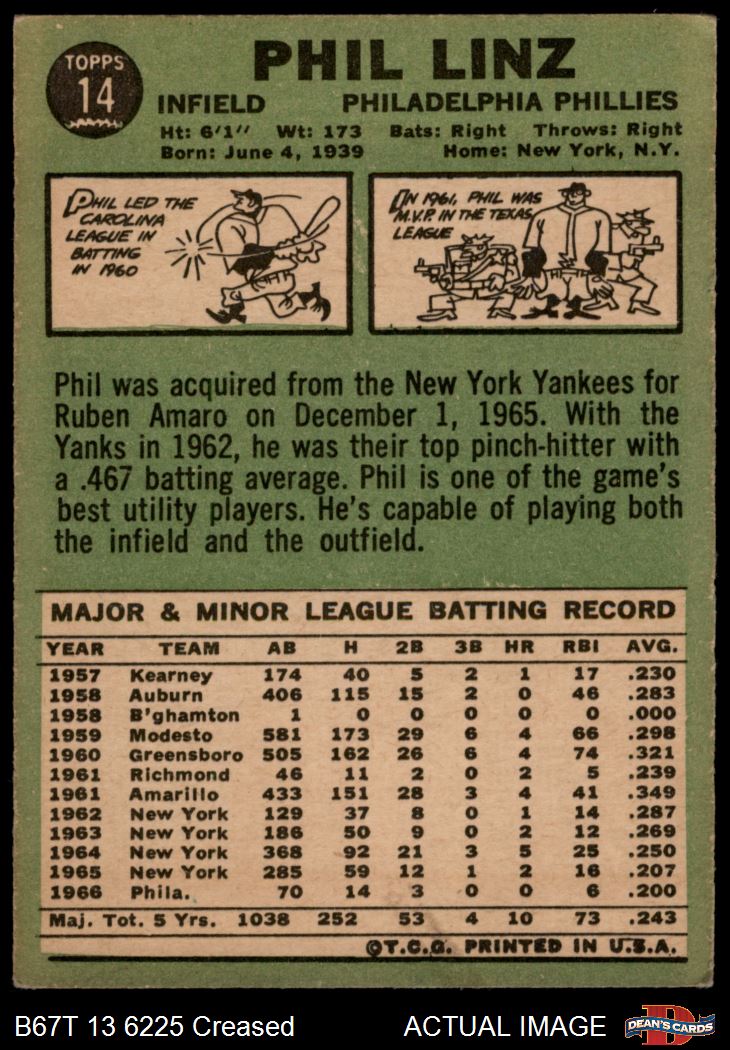 TOPPS
14
PHIL LINZ
INFIELD PHILADELPHIA PHILLIES
Ht: 6'1" Wt: 173 Bats: Right Throws: Right
Born: June 4, 1939 Home: New York, N.Y.
PHIL LED THE
CAROLINA
LEAGUE IN
BATTING
IN 1960
IN 1961, PHIL WAS
M.V.P. IN THE TEXAS
LEAGUE
Phil was acquired from the New York Yankees for
Ruben Amaro on December 1, 1965. With the
Yanks in 1962, he was their top pinch-hitter with
a .467 batting average. Phil is one of the game's
best utility players. He's capable of playing both
the infield and the outfield.
MAJOR & MINOR LEAGUE BATTING RECORD
YEAR TEAM AB H 2B 3B HR RBI AVG.
1957 Kearney 174 40 5 2 1 17 .230
1958 Auburn 406 115 15 2 0 46 .283
1958 B'ghamton 1 0 0 0 0 0 .000
1959 Modesto 581 173 29 6 4 66 .298
1960 Greensboro 505 162 26 6 4 74 .321
1961 Richmond 46 11 2 0 2 5 .239
1961 Amarillo 433 151 28 3 4 41 .349
1962 New York 129 37 8 0 1 14 .287
1963 New York 186 50 9 0 2 12 .269
1964 New York 368 92 21 3 5 25 .250
1965 New York 285 59 12 1 2 16 .207
1966 Phila. 70 14 3 0 0 6 .200
Maj. Tot. 5 Yrs. 1038 252 53 4 10 73 .243
©T.C.G. PRINTED IN U.S.A.
B67T 13 6225 Creased ACTUAL IMAGE DEAN'S CARDS